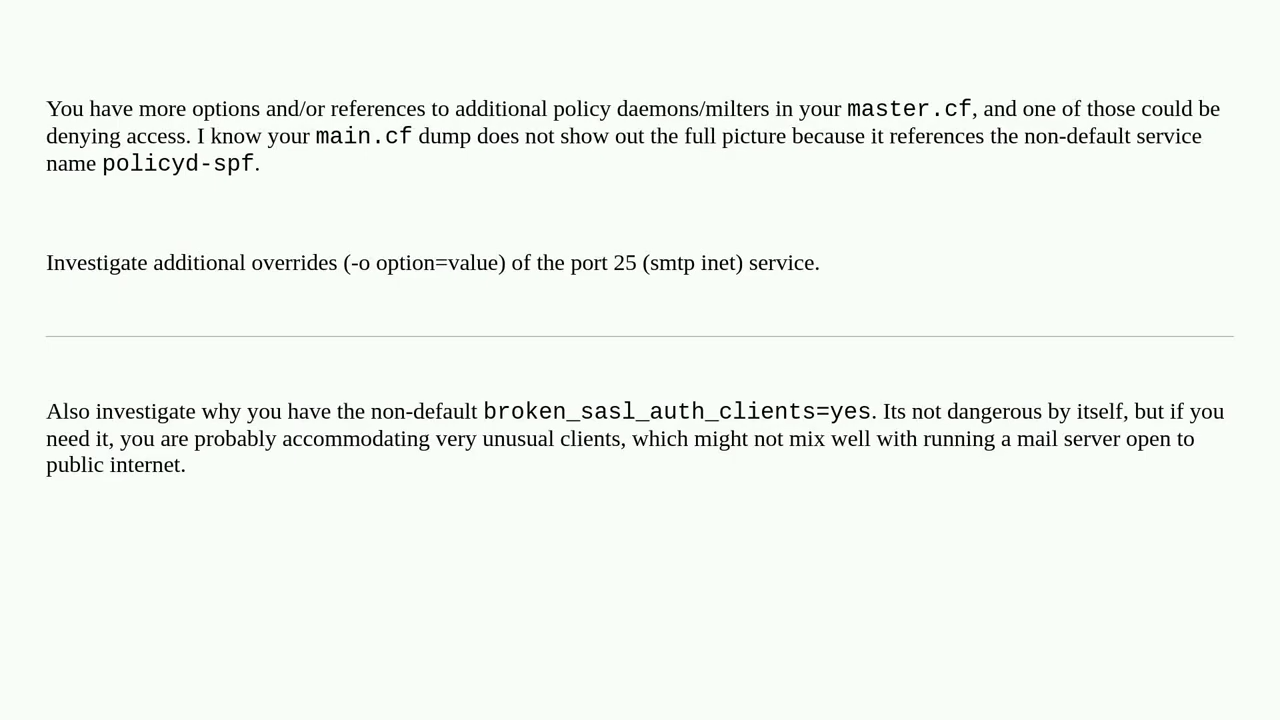 You have more options and/or references to additional policy daemons/milters in your master.cf, and one of those could be
denying access. I know your main.cf dump does not show out the full picture because it references the non-default service
name policyd-spf.
Investigate additional overrides (-o option=value) of the port 25 (smtp inet) service.
Also investigate why you have the non-default broken_sasl_auth_clients=yes. Its not dangerous by itself, but if you
need it, you are probably accommodating very unusual clients, which might not mix well with running a mail server open to
public internet.